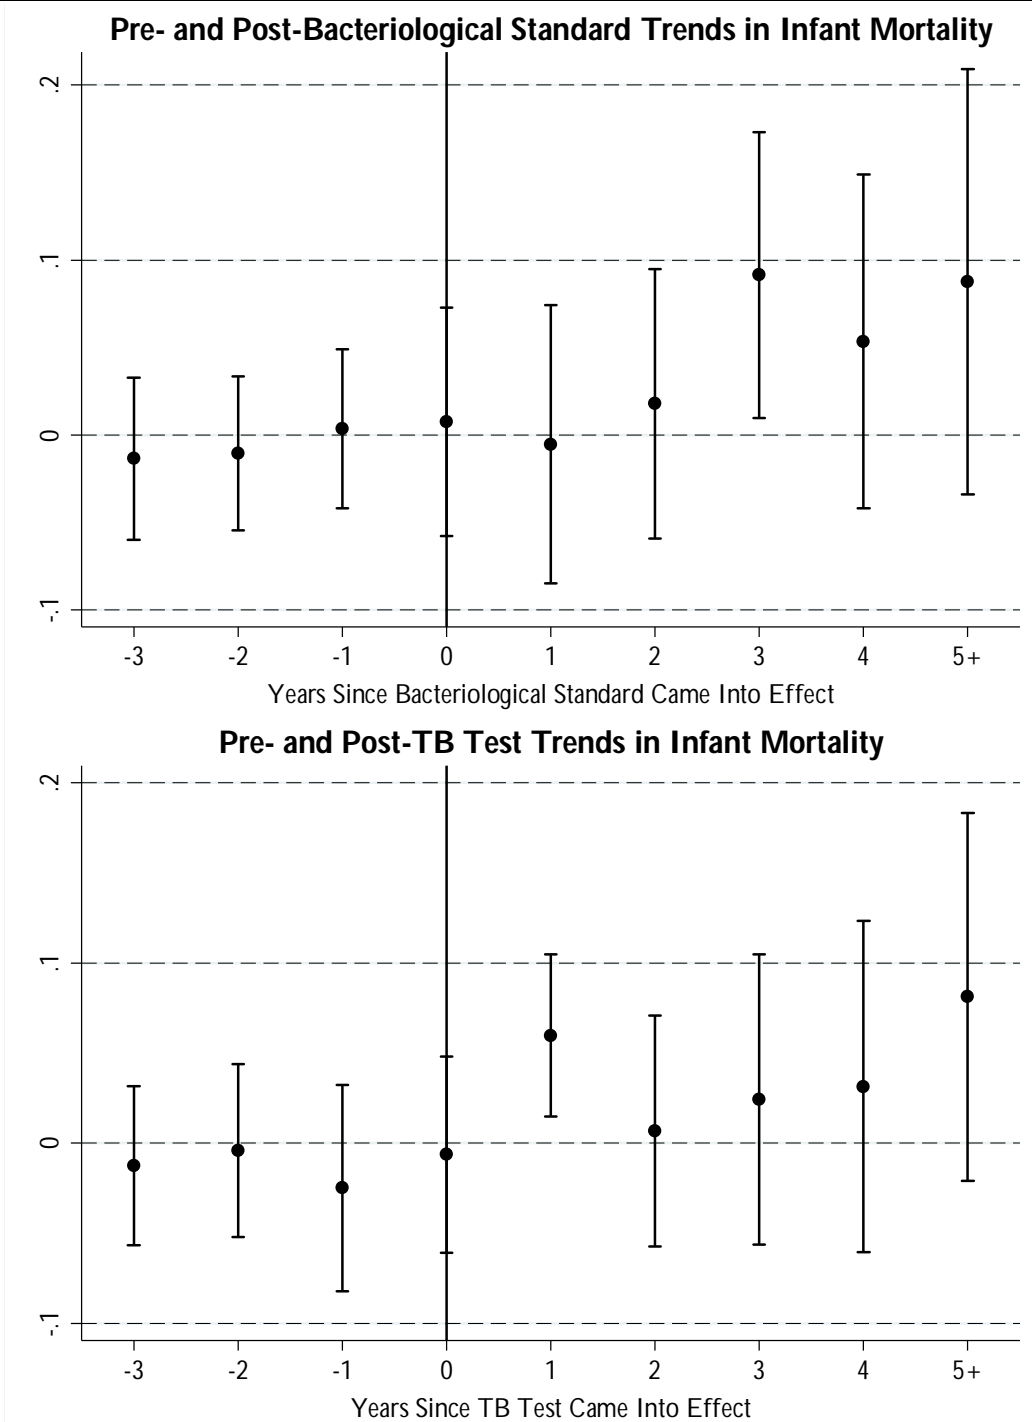 Pre- and Post-Bacteriological Standard Trends in Infant Mortality
.2
.1
0
-.1
-3 -2 -1 0 1 2 3 4 5+
Years Since Bacteriological Standard Came Into Effect
Pre- and Post-TB Test Trends in Infant Mortality
.2
.1
0
-.1
-3 -2 -1 0 1 2 3 4 5+
Years Since TB Test Came Into Effect